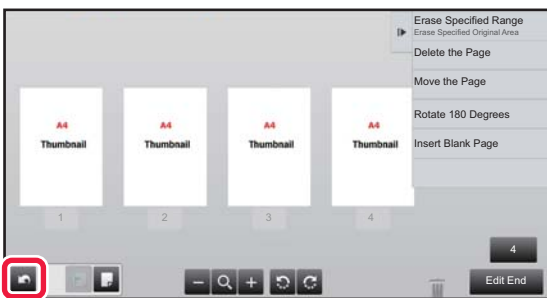 Erase Specified Range
Erase Specified Original Area
Delete the Page
Move the Page
Rotate 180 Degrees
Insert Blank Page
A4
Thumbnail
A4
Thumbnail
A4
Thumbnail
A4
Thumbnail
1
2
3
4
4
Edit End